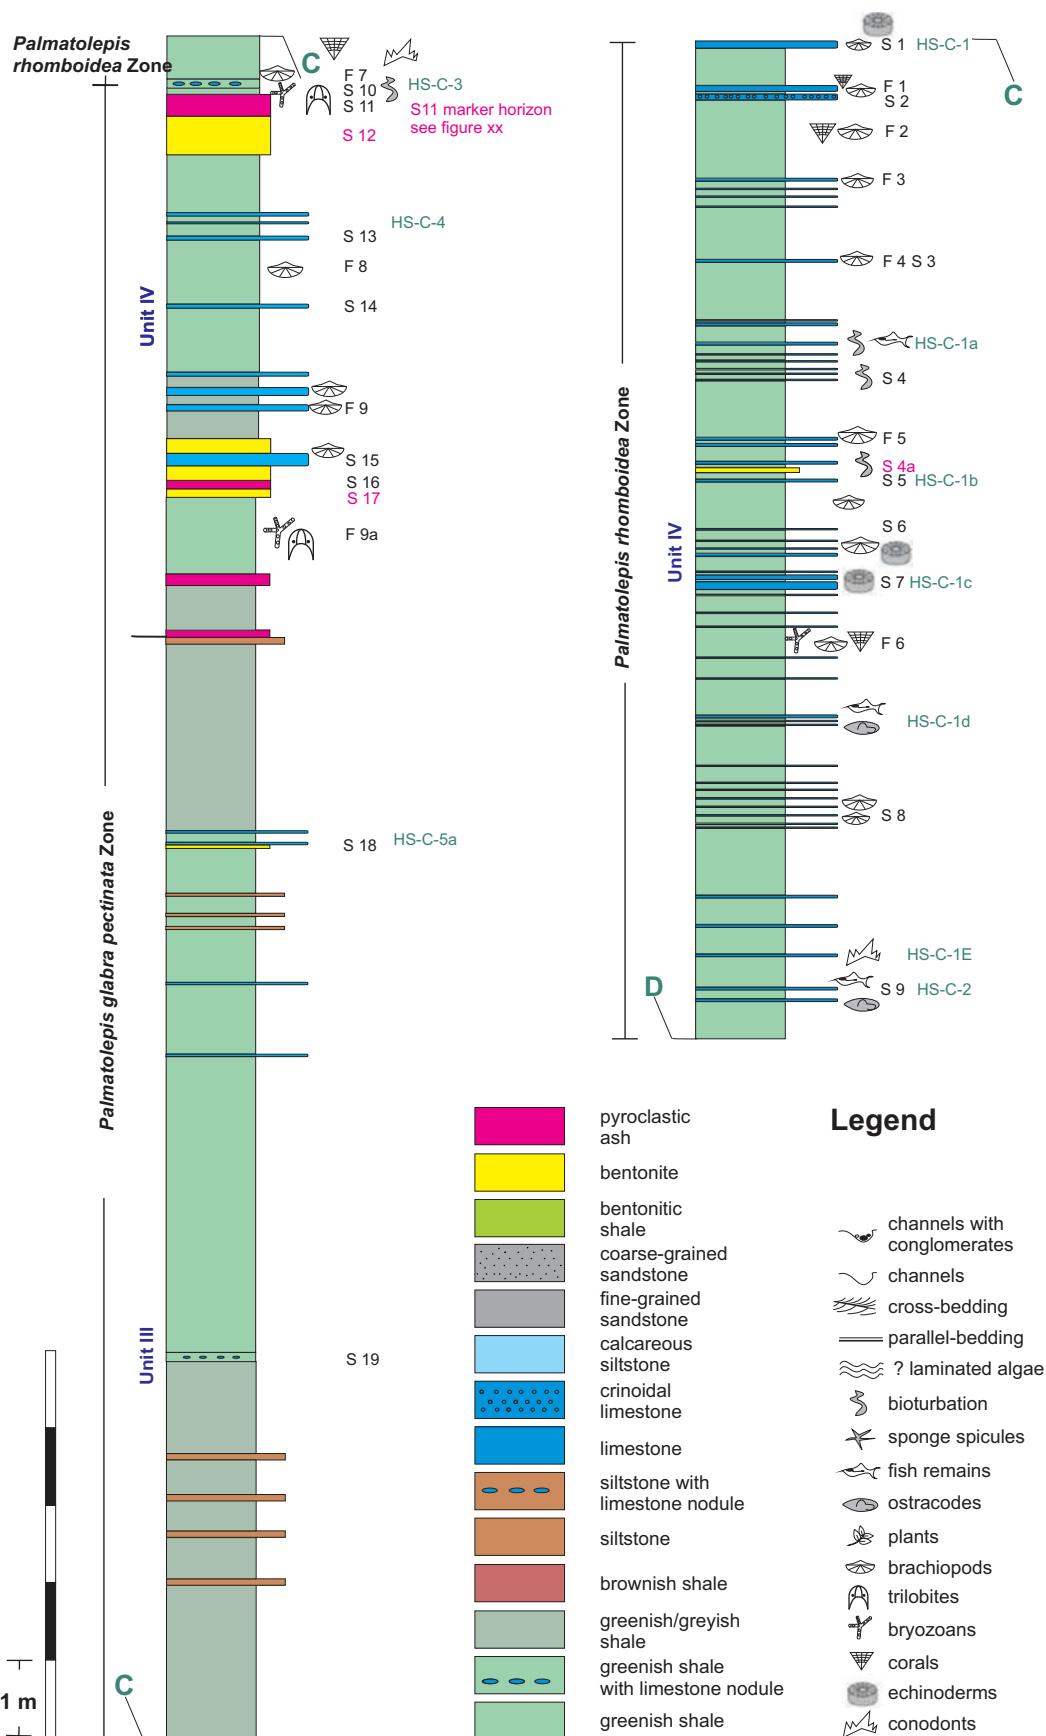 Palmatolepis
rhomboidea Zone
C
F 7
S 10
HS-C-3
S 11
S11 marker horizon
see figure xx
S 12
HS-C-4
S 13
F 8
Unit IV
S 14
F 9
S 15
S 16
S 17
F 9a
S 18
HS-C-5a
Palmatolepis glabra pectinata Zone
Unit III
S 19
C
1 m
S 1
HS-C-1
C
F 1
S 2
F 2
F 3
F 4 S 3
HS-C-1a
S 4
Palmatolepis rhomboidea Zone
F 5
S 4a
S 5
HS-C-1b
S 6
Unit IV
S 7
HS-C-1c
F 6
HS-C-1d
S 8
HS-C-1E
D
S 9
HS-C-2
Legend
pyroclastic
ash
bentonite
bentonitic
shale
coarse-grained
sandstone
fine-grained
sandstone
calcareous
siltstone
crinoidal
limestone
limestone
siltstone with
limestone nodule
siltstone
brownish shale
greenish/greyish
shale
greenish shale
with limestone nodule
greenish shale
channels with
conglomerates
channels
cross-bedding
parallel-bedding
? laminated algae
bioturbation
sponge spicules
fish remains
ostracodes
plants
brachiopods
trilobites
bryozoans
corals
echinoderms
conodonts